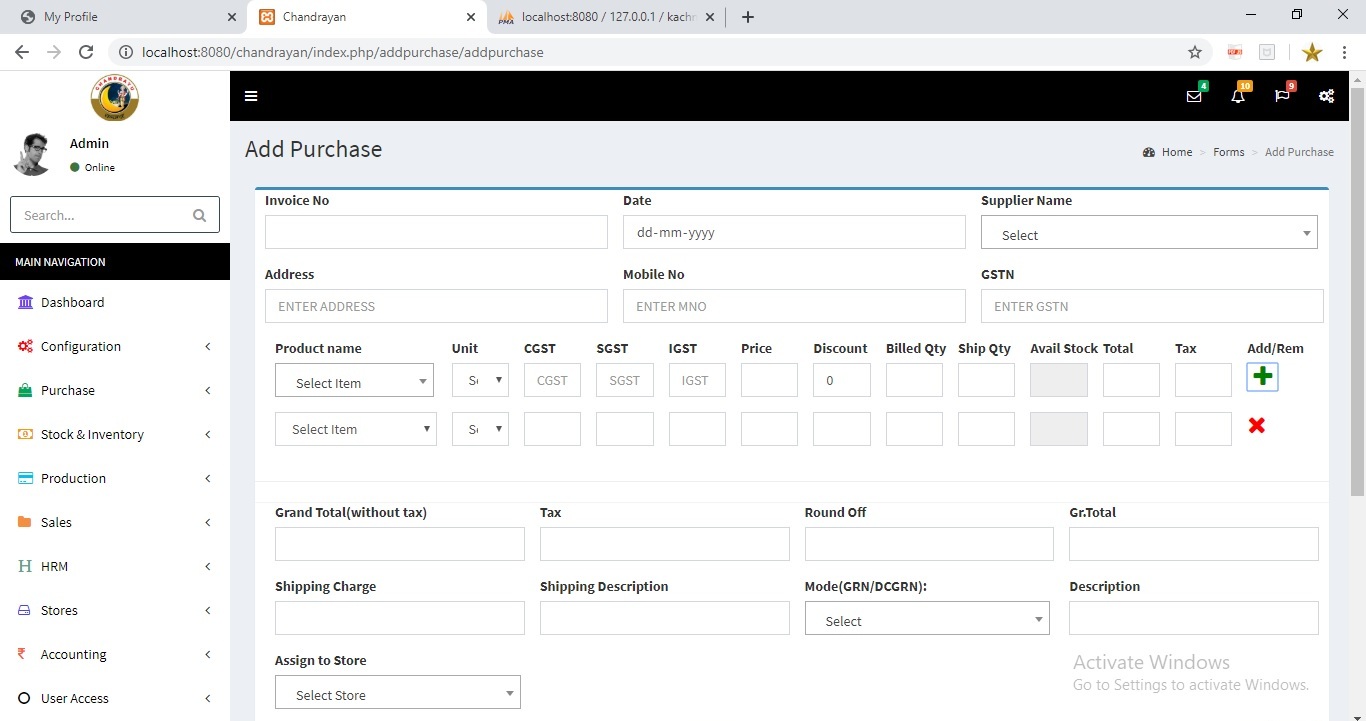 My Profile
Chandrayan
localhost:8080 / 127.0.0.1 / kach
localhost:8080/chandrayan/index.php/addpurchase/addpurchase
Admin
Online
Search...
MAIN NAVIGATION
Dashboard
Configuration
Purchase
Stock & Inventory
Production
Sales
HRM
Stores
Accounting
User Access
4
10
9
Add Purchase
Home > Forms > Add Purchase
Invoice No Date Supplier Name
dd-mm-yyyy Select
Address Mobile No GSTN
ENTER ADDRESS ENTER MNO ENTER GSTN
Product name Unit CGST SGST IGST Price Discount Billed Qty Ship Qty Avail Stock Total Tax Add/Rem
Select Item Se CGST SGST IGST 0
Select Item Se
Grand Total(without tax) Tax Round Off Gr.Total
Shipping Charge Shipping Description Mode(GRN/DCGRN): Description
Select
Assign to Store
Select Store
Activate Windows
Go to Settings to activate Windows.